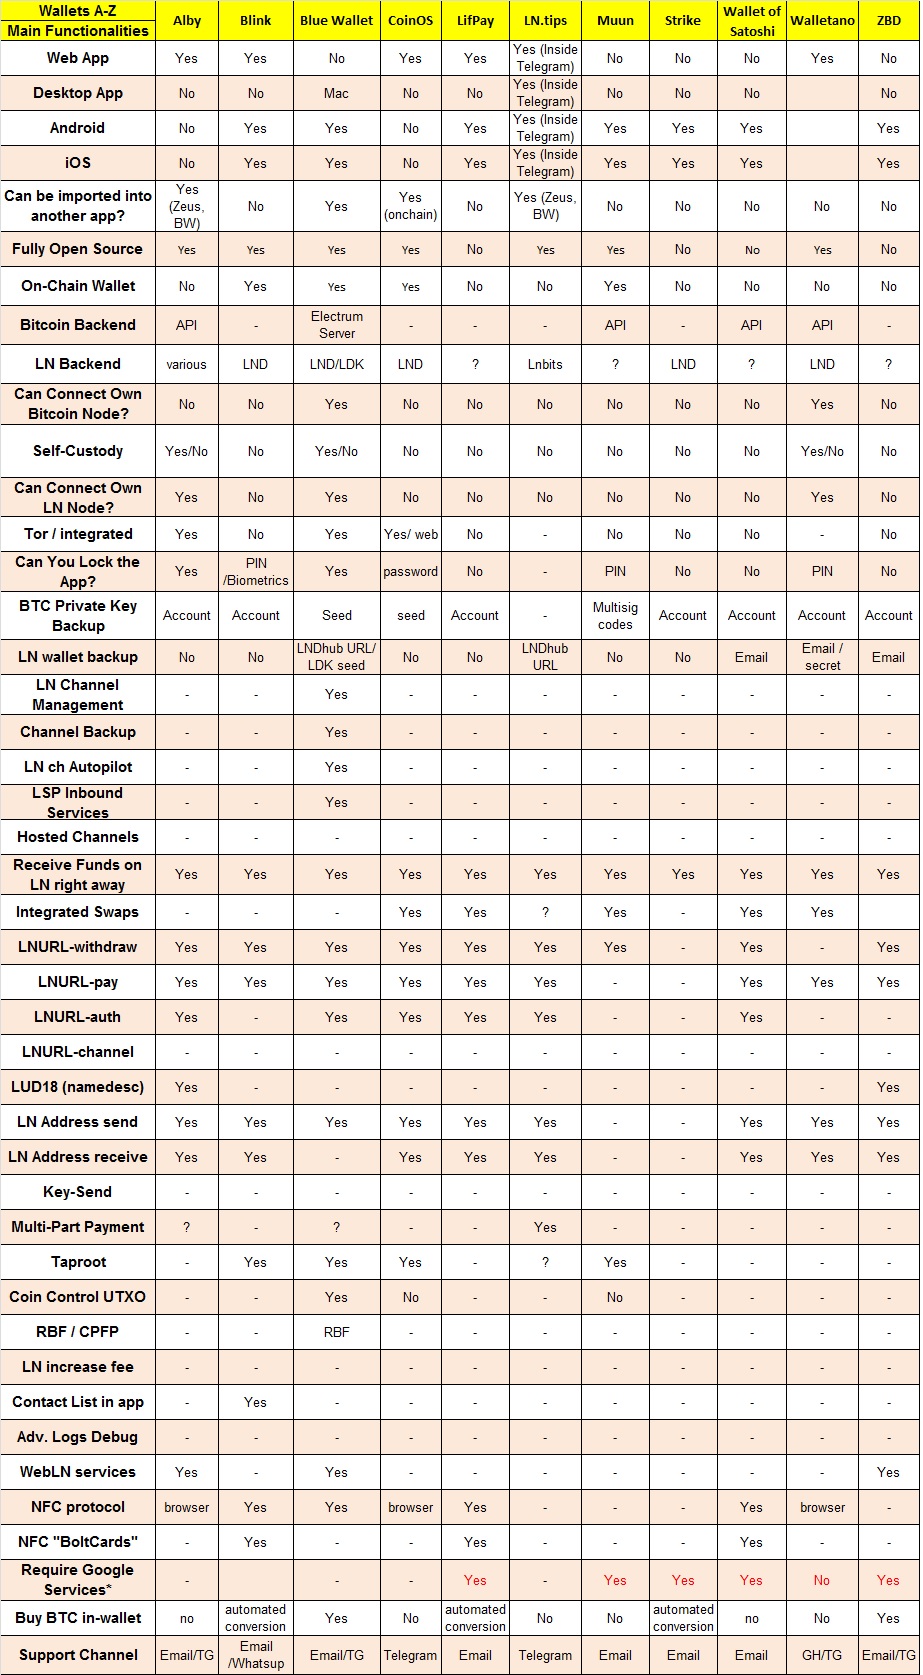 Wallets A-Z
Main Functionalities Alby Blink Blue Wallet CoinOS LifPay LN.tips Muun Strike Wallet of Satoshi Walletano ZBD
Web App Yes Yes No Yes Yes Yes (Inside Telegram) No No No Yes No
Desktop App No No Mac No No Yes (Inside Telegram) No No No No
Android No Yes Yes No Yes Yes (Inside Telegram) Yes Yes Yes Yes
iOS No Yes Yes No Yes Yes (Inside Telegram) Yes Yes Yes Yes
Can be imported into another app? Yes (Zeus, BW) No Yes Yes (onchain) No Yes (Zeus, BW) No No No No No
Fully Open Source Yes Yes Yes Yes No Yes Yes No No Yes No
On-Chain Wallet No Yes Yes Yes No No Yes No No No No
Bitcoin Backend API - Electrum Server - - - API - API API -
LN Backend various LND LND/LDK LND ? Lnbits ? LND ? LND ?
Can Connect Own Bitcoin Node? No No Yes No No No No No No Yes No
Self-Custody Yes/No No Yes/No No No No No No No Yes/No No
Can Connect Own LN Node? Yes No Yes No No No No No No Yes No
Tor / integrated Yes No Yes Yes/ web No - No No No - No
Can You Lock the App? Yes PIN /Biometrics Yes password No - PIN No No PIN No
BTC Private Key Backup Account Account Seed seed Account - Multisig codes Account Account Account Account
LN wallet backup No No LNDhub URL/ LDK seed No No LNDhub URL No No Email Email / secret Email
LN Channel Management - - Yes - - - - - - - -
Channel Backup - - Yes - - - - - - - -
LN ch Autopilot - - Yes - - - - - - - -
LSP Inbound Services - - Yes - - - - - - - -
Hosted Channels - - - - - - - - - - -
Receive Funds on LN right away Yes Yes Yes Yes Yes Yes Yes Yes Yes Yes Yes
Integrated Swaps - - - Yes Yes ? Yes - Yes Yes
LNURL-withdraw Yes Yes Yes Yes Yes Yes Yes - Yes - Yes
LNURL-pay Yes Yes Yes Yes Yes Yes - - Yes Yes Yes
LNURL-auth Yes - Yes Yes Yes Yes - - Yes - -
LNURL-channel - - - - - - - - - - -
LUD18 (namedesc) Yes - - - - - - - - - Yes
LN Address send Yes Yes Yes Yes Yes Yes - - Yes Yes Yes
LN Address receive Yes Yes - Yes Yes Yes - - Yes Yes Yes
Key-Send - - - - - - - - - - -
Multi-Part Payment ? - ? - - Yes - - - - -
Taproot - Yes Yes Yes - ? Yes - - - -
Coin Control UTXO - - Yes No - - No - - - -
RBF / CPFP - - RBF - - - - - - - -
LN increase fee - - - - - - - - - - -
Contact List in app - Yes - - - - - - - - -
Adv. Logs Debug - - - - - - - - - - -
WebLN services Yes - Yes - - - - - - - Yes
NFC protocol browser Yes Yes browser Yes - - - Yes browser -
NFC "BoltCards" - Yes - - Yes - - - Yes - -
Require Google Services* - - Yes - Yes Yes Yes No Yes
Buy BTC in-wallet no automated conversion Yes No automated conversion No No automated conversion no No Yes
Support Channel Email/TG Email /Whatsup Email/TG Telegram Email Telegram Email Email Email GH/TG Email/TG